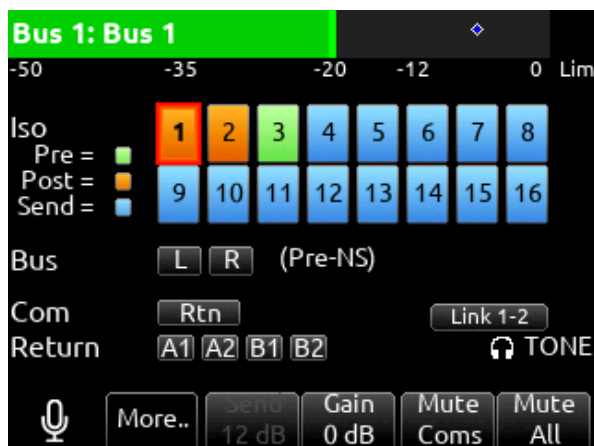 Bus 1: Bus 1
-50 -35 -20 -12 0 Lim
Iso 1 2 3 4 5 6 7 8
Pre =
Post =
Send =
9 10 11 12 13 14 15 16
Bus L R (Pre-NS)
Com Rtn Link 1-2
Return A1 A2 B1 B2 TONE
More.. Send Gain Mute Mute
12 dB 0 dB Coms All